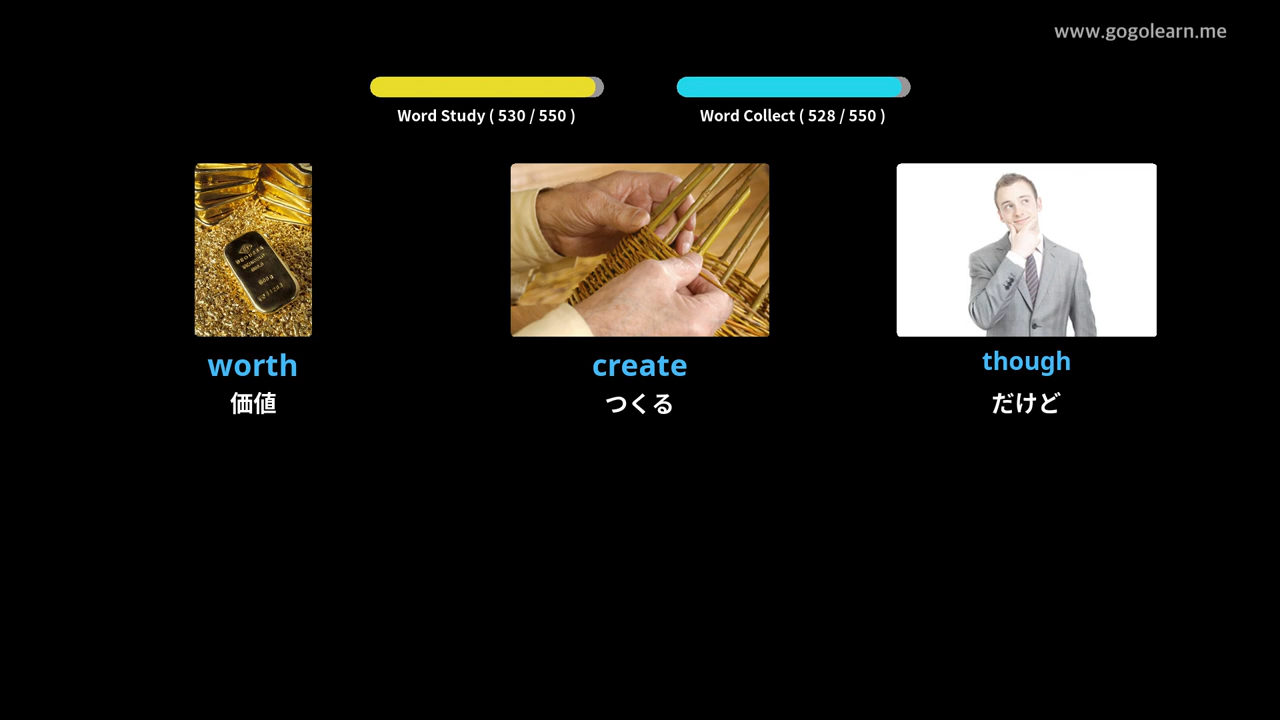 www.gogolearn.me
Word Study ( 530 / 550 )
Word Collect ( 528 / 550 )
worth
create
though
価値
つくる
だけど